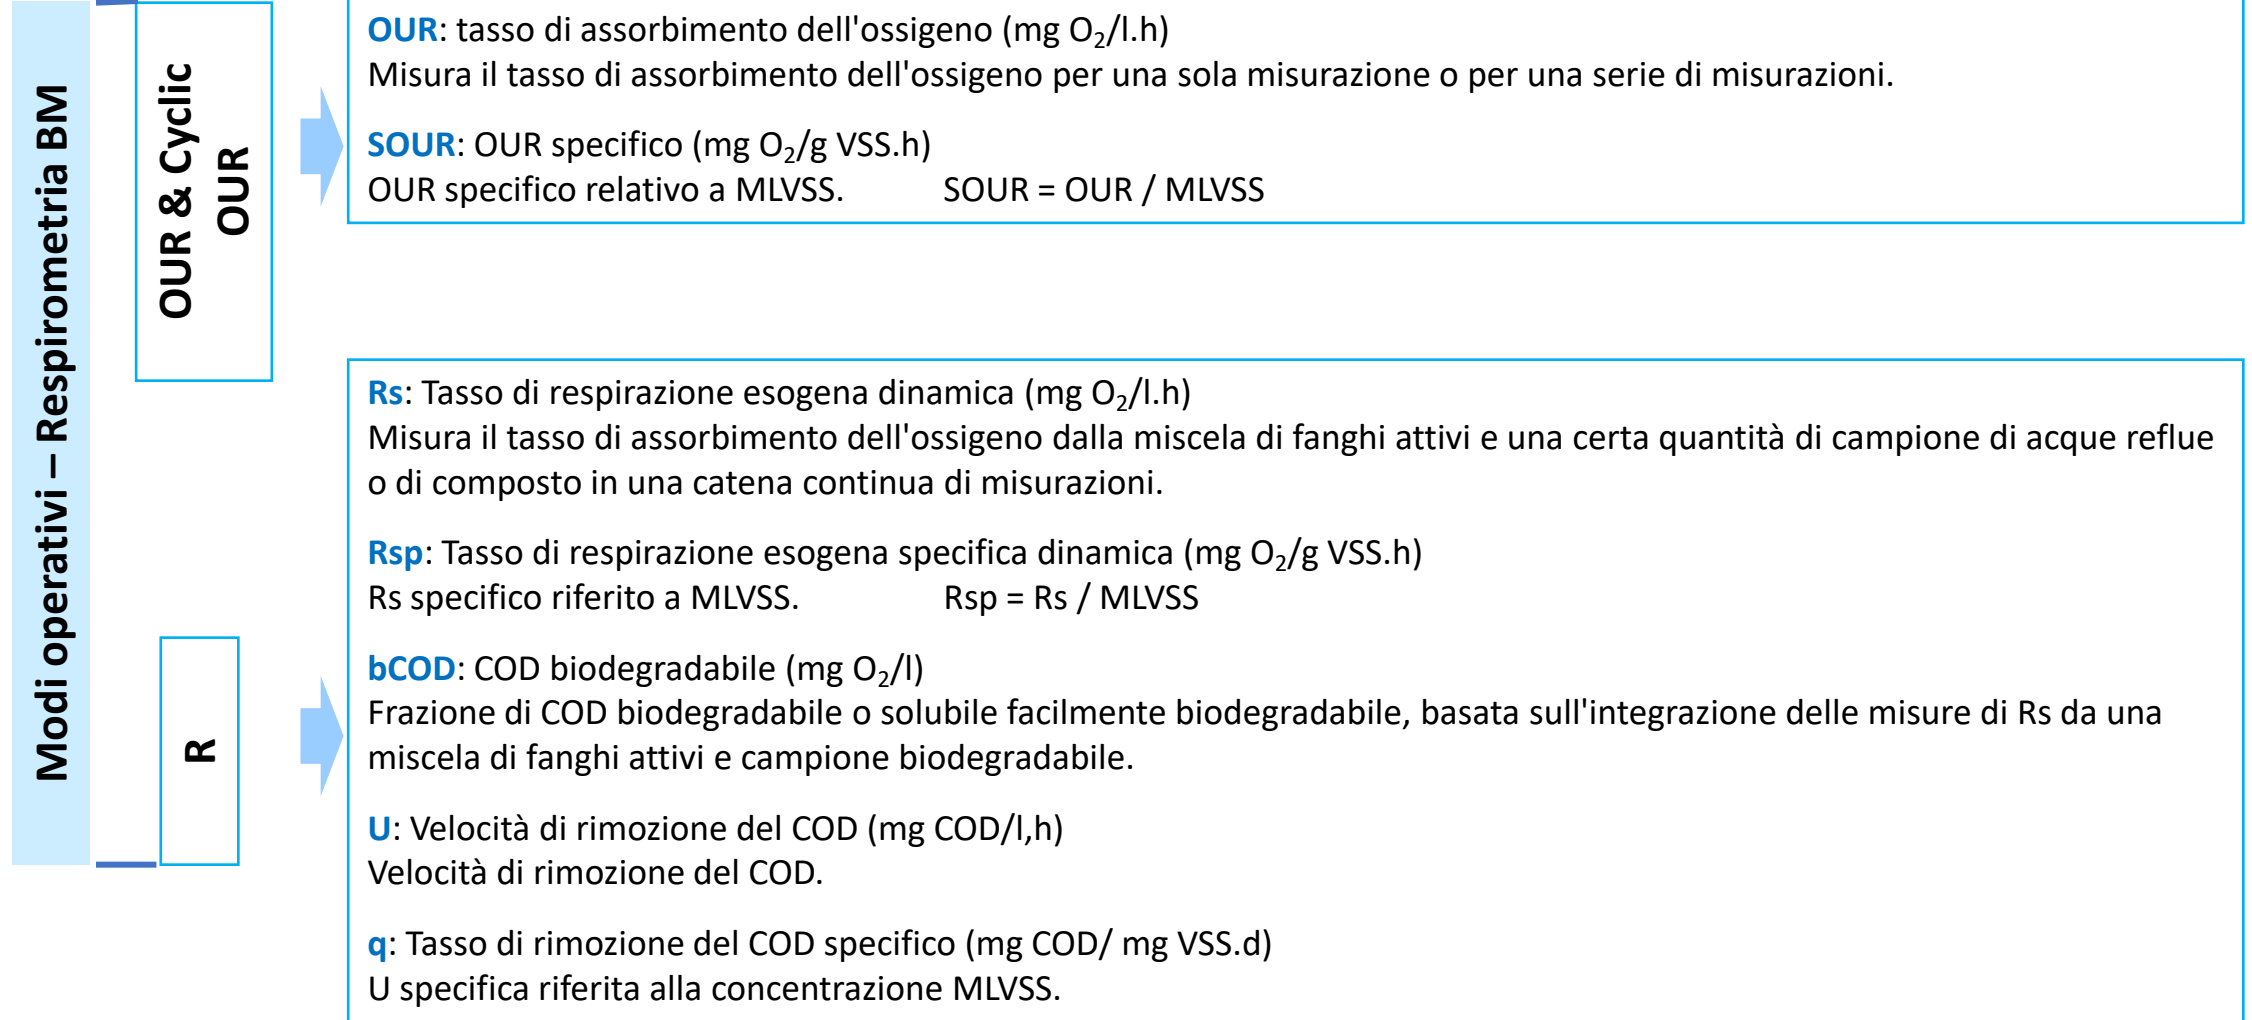 Modi operativi – Respirometria BM
OUR & Cyclic
OUR
OUR: tasso di assorbimento dell'ossigeno (mg O₂/l.h)
Misura il tasso di assorbimento dell'ossigeno per una sola misurazione o per una serie di misurazioni.
SOUR: OUR specifico (mg O₂/g VSS.h)
OUR specifico relativo a MLVSS. SOUR = OUR / MLVSS
R
Rs: Tasso di respirazione esogena dinamica (mg O₂/l.h)
Misura il tasso di assorbimento dell'ossigeno dalla miscela di fanghi attivi e una certa quantità di campione di acque reflue
o di composto in una catena continua di misurazioni.
Rsp: Tasso di respirazione esogena specifica dinamica (mg O₂/g VSS.h)
Rs specifico riferito a MLVSS. Rsp = Rs / MLVSS
bCOD: COD biodegradabile (mg O₂/l)
Frazione di COD biodegradabile o solubile facilmente biodegradabile, basata sull'integrazione delle misure di Rs da una
miscela di fanghi attivi e campione biodegradabile.
U: Velocità di rimozione del COD (mg COD/l,h)
Velocità di rimozione del COD.
q: Tasso di rimozione del COD specifico (mg COD/ mg VSS.d)
U specifica riferita alla concentrazione MLVSS.